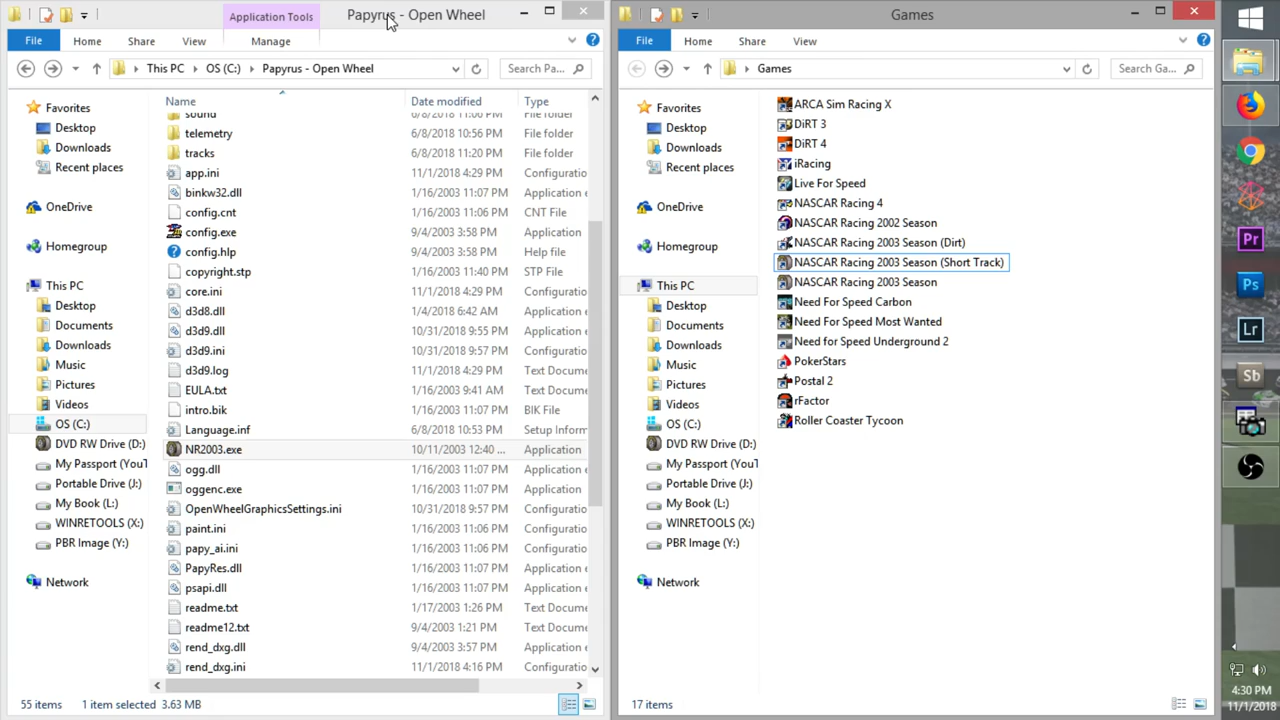 Application Tools
Papyrus - Open Wheel
File
Home
Share
View
Manage
This PC
OS (C:)
Papyrus - Open Wheel
Search Pa...
Favorites
Desktop
Downloads
Recent places
OneDrive
Homegroup
This PC
Desktop
Documents
Downloads
Music
Pictures
Videos
OS (C:)
DVD RW Drive (D:)
My Passport (YouT
Portable Drive (J:)
My Book (L:)
WINRETOOLS (X:)
PBR Image (Y:)
Network
Name
Date modified
Type
sound 6/8/2018 11:06 PM File folder
telemetry 6/8/2018 10:56 PM File folder
tracks 6/8/2018 11:20 PM File folder
app.ini 11/1/2018 4:29 PM Configuratio
binkw32.dll 1/16/2003 11:07 PM Application e
config.cnt 1/16/2003 11:06 PM CNT File
config.exe 9/4/2003 3:58 PM Application
config.hlp 9/4/2003 3:58 PM Help file
copyright.stp 1/16/2003 11:40 PM STP File
core.ini 11/1/2018 4:29 PM Configuratio
d3d8.dll 1/4/2018 6:42 AM Application e
d3d9.dll 10/31/2018 9:55 PM Application e
d3d9.ini 10/31/2018 9:57 PM Configuratio
d3d9.log 11/1/2018 4:29 PM Text Docume
EULA.txt 1/16/2003 9:41 AM Text Docume
intro.bik 1/16/2003 11:07 PM BIK File
Language.inf 6/8/2018 10:53 PM Setup Inform
NR2003.exe 10/11/2003 12:40 ... Application
ogg.dll 1/16/2003 11:07 PM Application e
oggenc.exe 1/16/2003 11:07 PM Application
OpenWheelGraphicsSettings.ini 10/31/2018 9:57 PM Configuratio
paint.ini 1/16/2003 11:06 PM Configuratio
papy_ai.ini 1/16/2003 11:06 PM Configuratio
PapyRes.dll 1/16/2003 11:07 PM Application e
psapi.dll 1/16/2003 11:07 PM Application e
readme.txt 1/17/2003 1:26 PM Text Docume
readme12.txt 9/4/2003 1:21 PM Text Docume
rend_dxg.dll 9/4/2003 3:57 PM Application e
rend_dxg.ini 11/1/2018 4:16 PM Configuratio
55 items 1 item selected 3.63 MB
Games
File
Home
Share
View
Games
Search Ga...
Favorites
Desktop
Downloads
Recent places
OneDrive
Homegroup
This PC
Desktop
Documents
Downloads
Music
Pictures
Videos
OS (C:)
DVD RW Drive (D:)
My Passport (YouT
Portable Drive (J:)
My Book (L:)
WINRETOOLS (X:)
PBR Image (Y:)
Network
ARCA Sim Racing X
DiRT 3
DiRT 4
iRacing
Live For Speed
NASCAR Racing 4
NASCAR Racing 2002 Season
NASCAR Racing 2003 Season (Dirt)
NASCAR Racing 2003 Season (Short Track)
NASCAR Racing 2003 Season
Need For Speed Carbon
Need For Speed Most Wanted
Need for Speed Underground 2
PokerStars
Postal 2
rFactor
Roller Coaster Tycoon
17 items
Pr
Ps
Lr
Sb
4:30 PM
11/1/2018